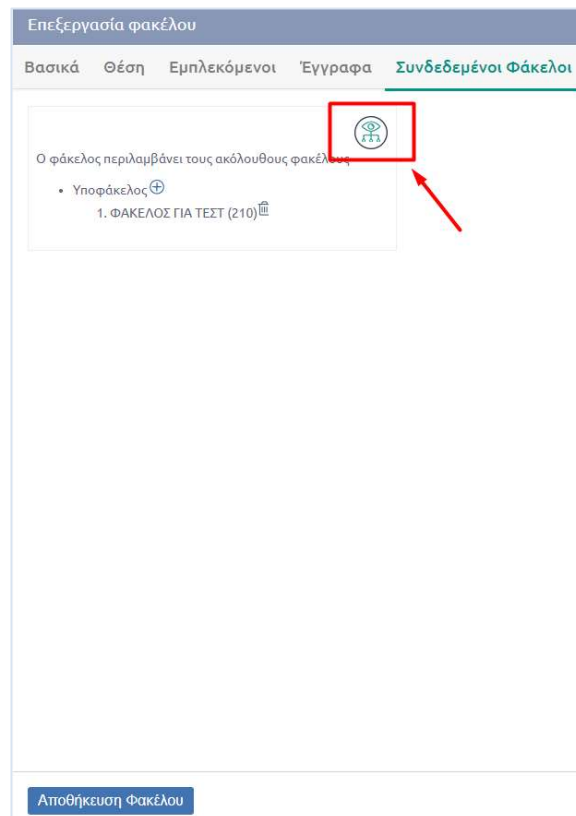 Επεξεργασία φακέλου
Βασικά Θέση Εμπλεκόμενοι Έγγραφα Συνδεδεμένοι Φάκελοι
Ο φάκελος περιλαμβάνει τους ακόλουθους φακέλους
• Υποφάκελος
1. ΦΑΚΕΛΟΣ ΓΙΑ ΤΕΣΤ (210)
Αποθήκευση Φακέλου